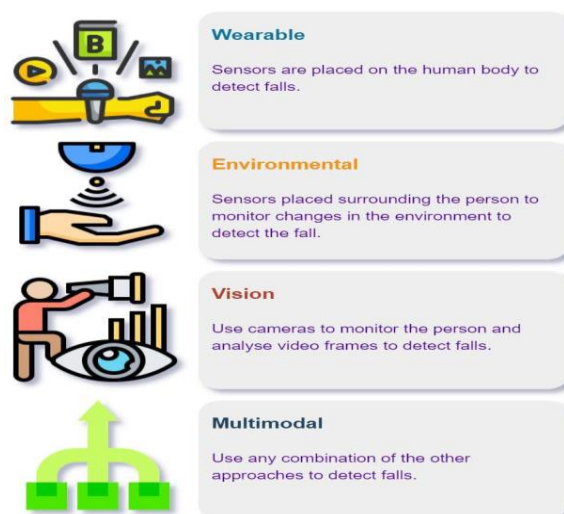 B
Wearable
Sensors are placed on the human body to
detect falls.
Environmental
Sensors placed surrounding the person to
monitor changes in the environment to
detect the fall.
Vision
Use cameras to monitor the person and
analyse video frames to detect falls.
Multimodal
Use any combination of the other
approaches to detect falls.